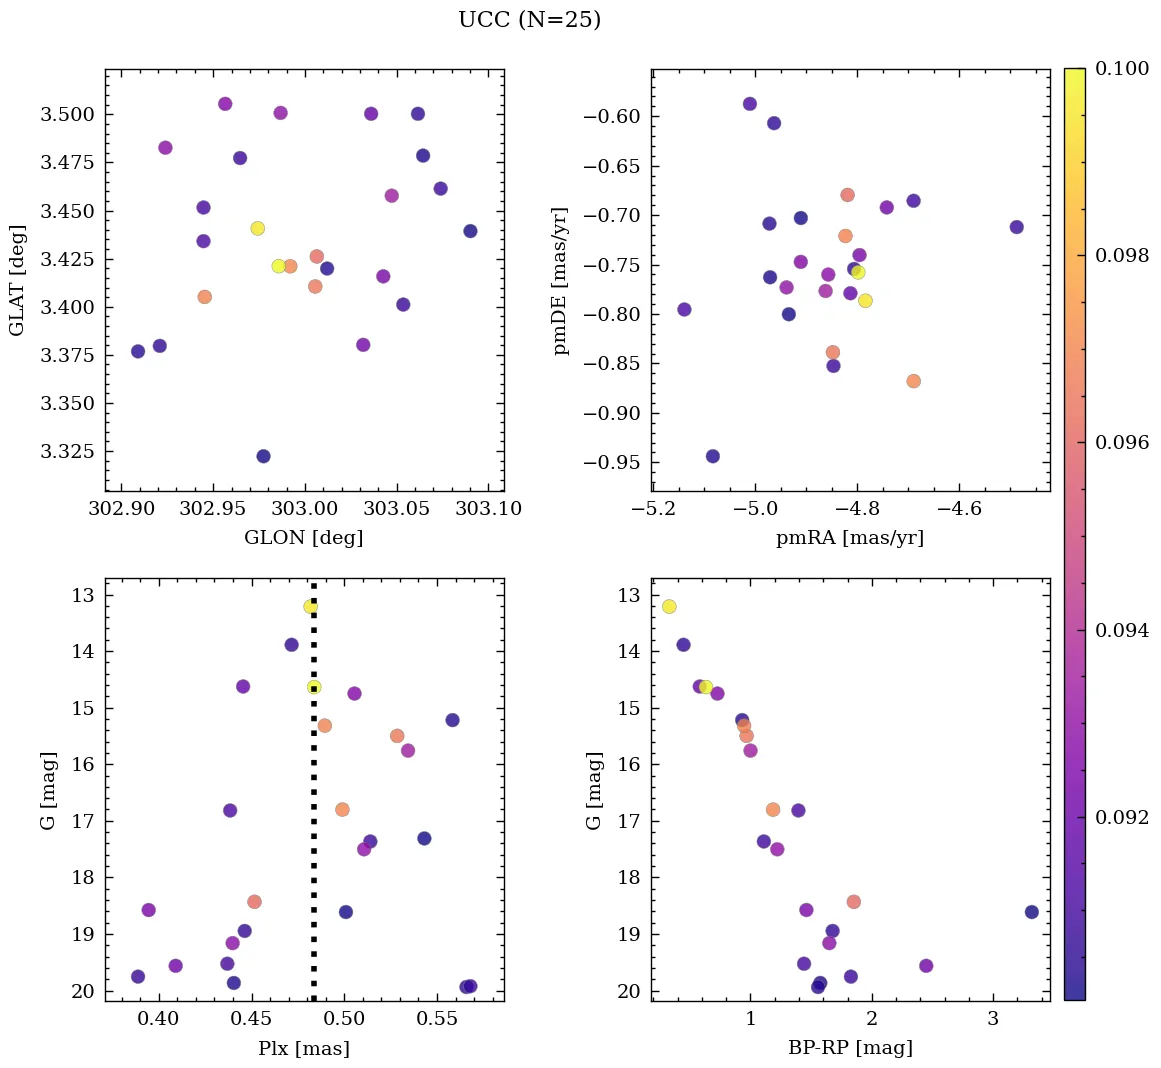 UCC (N=25)
3.500
3.475
3.450
3.425
3.400
3.375
3.350
3.325
GLAT [deg]
302.90 302.95 303.00 303.05 303.10
GLON [deg]
−0.60
−0.65
−0.70
−0.75
−0.80
−0.85
−0.90
−0.95
pmDE [mas/yr]
−5.2 −5.0 −4.8 −4.6
pmRA [mas/yr]
13
14
15
16
17
18
19
20
G [mag]
0.40 0.45 0.50 0.55
Plx [mas]
13
14
15
16
17
18
19
20
G [mag]
1 2 3
BP-RP [mag]
0.100
0.098
0.096
0.094
0.092